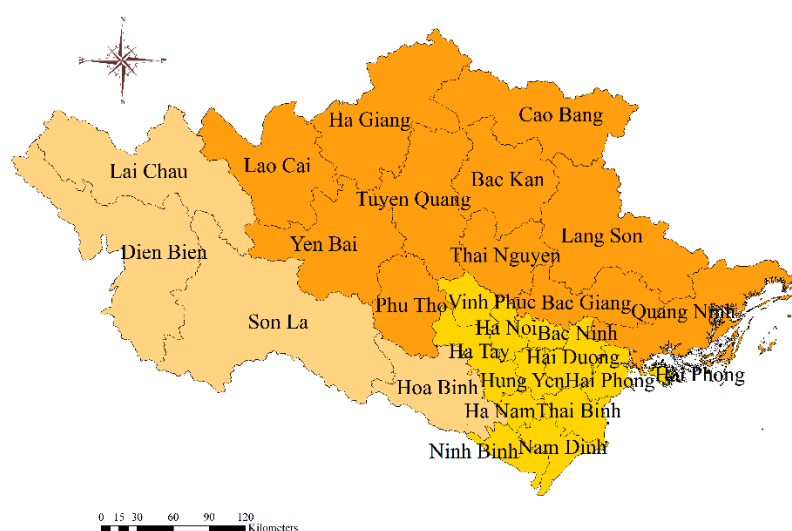 N
W
E
S
Ha Giang
Cao Bang
Lai Chau
Lao Cai
Bac Kan
Tuyen Quang
Lang Son
Dien Bien
Yen Bai
Thai Nguyen
Phu Tho
Vinh Phuc
Bac Giang
Quang Ninh
Son La
Ha Noi
Bac Ninh
Ha Tay
Hai Duong
Hoa Binh
Hung Yen
Hai Phong
Hai Phong
Ha Nam
Thai Binh
Ninh Binh
Nam Dinh
0 15 30 60 90 120
Kilometers